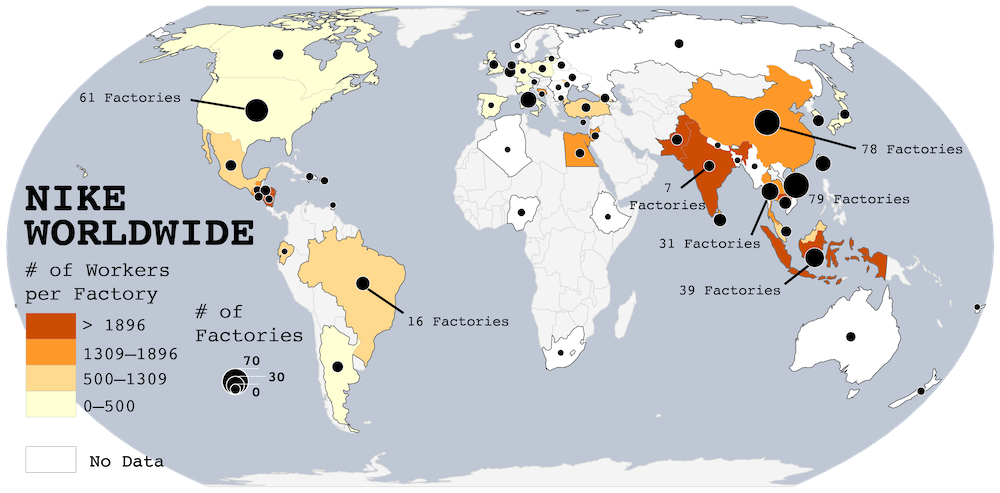 61 Factories
78 Factories
7
Factories
79 Factories
31 Factories
39 Factories
16 Factories
NIKE
WORLDWIDE
# of Workers
per Factory
> 1896
1309–1896
500–1309
0–500
No Data
# of
Factories
70
30
0